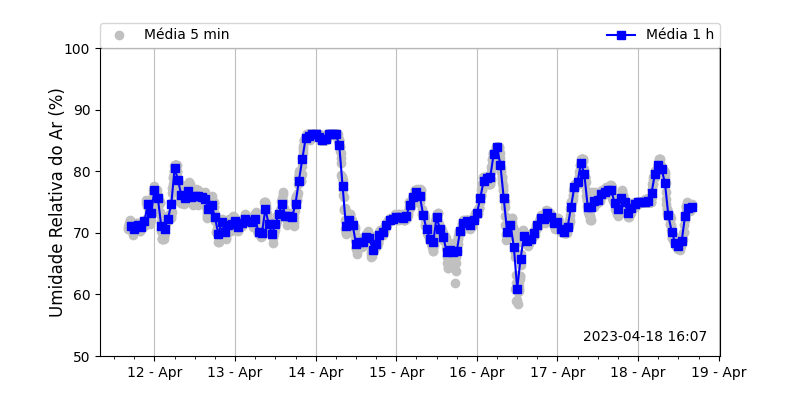 Média 5 min
Média 1 h
Umidade Relativa do Ar (%)
100
90
80
70
60
50
2023-04-18 16:07
12 - Apr
13 - Apr
14 - Apr
15 - Apr
16 - Apr
17 - Apr
18 - Apr
19 - Apr